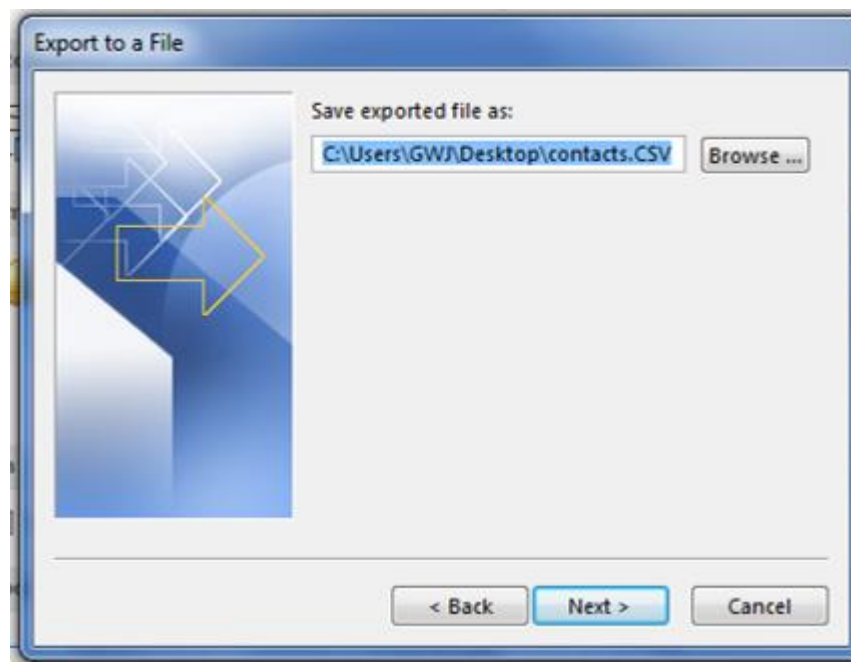 Export to a File
Save exported file as:
C:\Users\GWJ\Desktop\contacts.CSV
Browse ...
< Back
Next >
Cancel